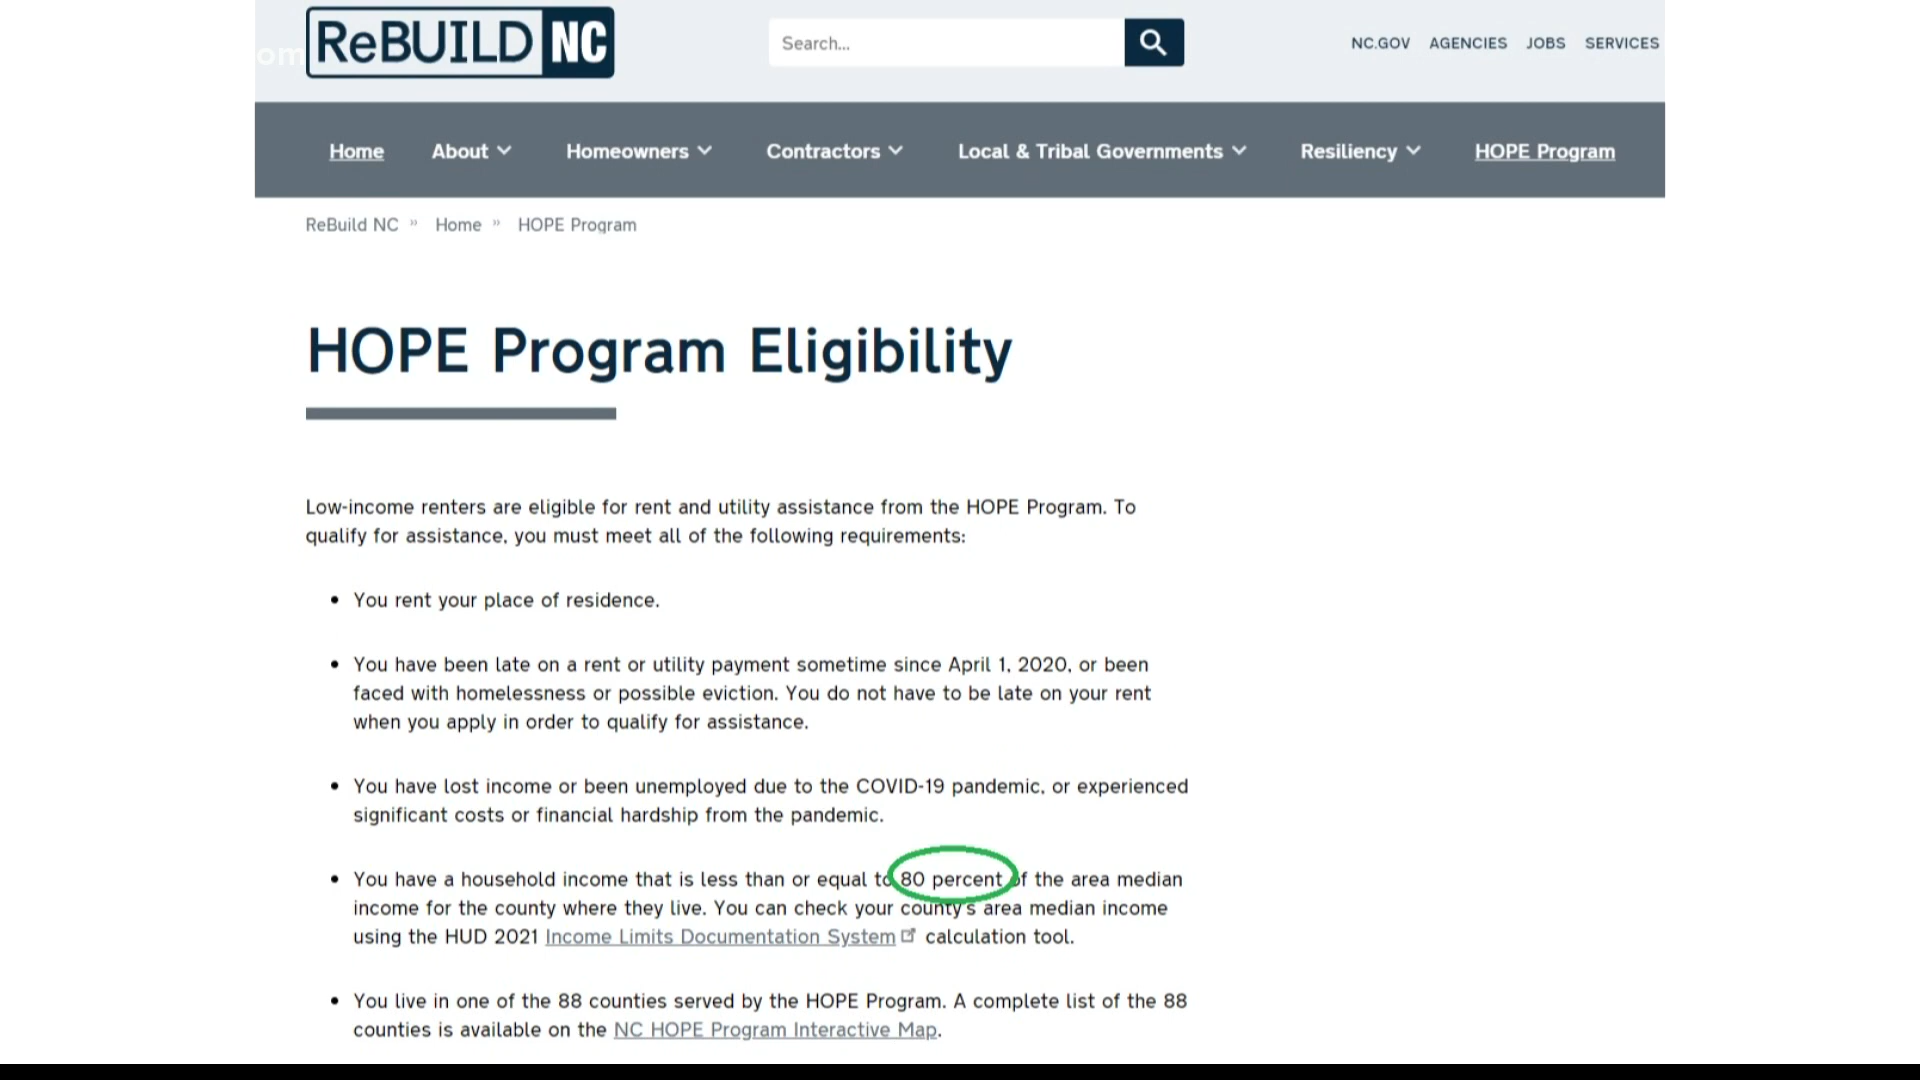 ReBUILD NC
Search...
NC.GOV AGENCIES JOBS SERVICES
Home About Homeowners Contractors Local & Tribal Governments Resiliency HOPE Program
ReBuild NC » Home » HOPE Program
HOPE Program Eligibility
Low-income renters are eligible for rent and utility assistance from the HOPE Program. To
qualify for assistance, you must meet all of the following requirements:
• You rent your place of residence.
• You have been late on a rent or utility payment sometime since April 1, 2020, or been
faced with homelessness or possible eviction. You do not have to be late on your rent
when you apply in order to qualify for assistance.
• You have lost income or been unemployed due to the COVID-19 pandemic, or experienced
significant costs or financial hardship from the pandemic.
• You have a household income that is less than or equal to 80 percent of the area median
income for the county where they live. You can check your county's area median income
using the HUD 2021 Income Limits Documentation System calculation tool.
• You live in one of the 88 counties served by the HOPE Program. A complete list of the 88
counties is available on the NC HOPE Program Interactive Map.